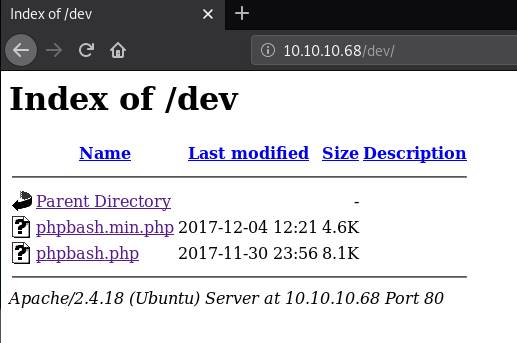 Index of /dev
10.10.10.68/dev/
Index of /dev
Name Last modified Size Description
Parent Directory -
phpbash.min.php 2017-12-04 12:21 4.6K
phpbash.php 2017-11-30 23:56 8.1K
Apache/2.4.18 (Ubuntu) Server at 10.10.10.68 Port 80